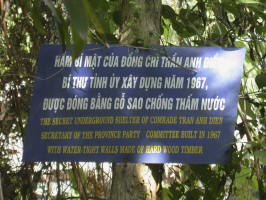 HẦM BÍ MẬT CỦA ĐỒNG CHÍ TRẦN ANH ĐIỀN
BÍ THƯ TỈNH ỦY XÂY DỰNG NĂM 1967,
ĐƯỢC ĐÓNG BẰNG GỖ SAO CHỐNG THẤM NƯỚC
THE SECRET UNDERGROUND SHELTER OF COMRADE TRAN ANH DIEN
SECRETARY OF THE PROVINCE PARTY COMMITTEE BUILT IN 1967
WITH WATER-TIGHT WALLS MADE OF HARD WOOD TIMBER